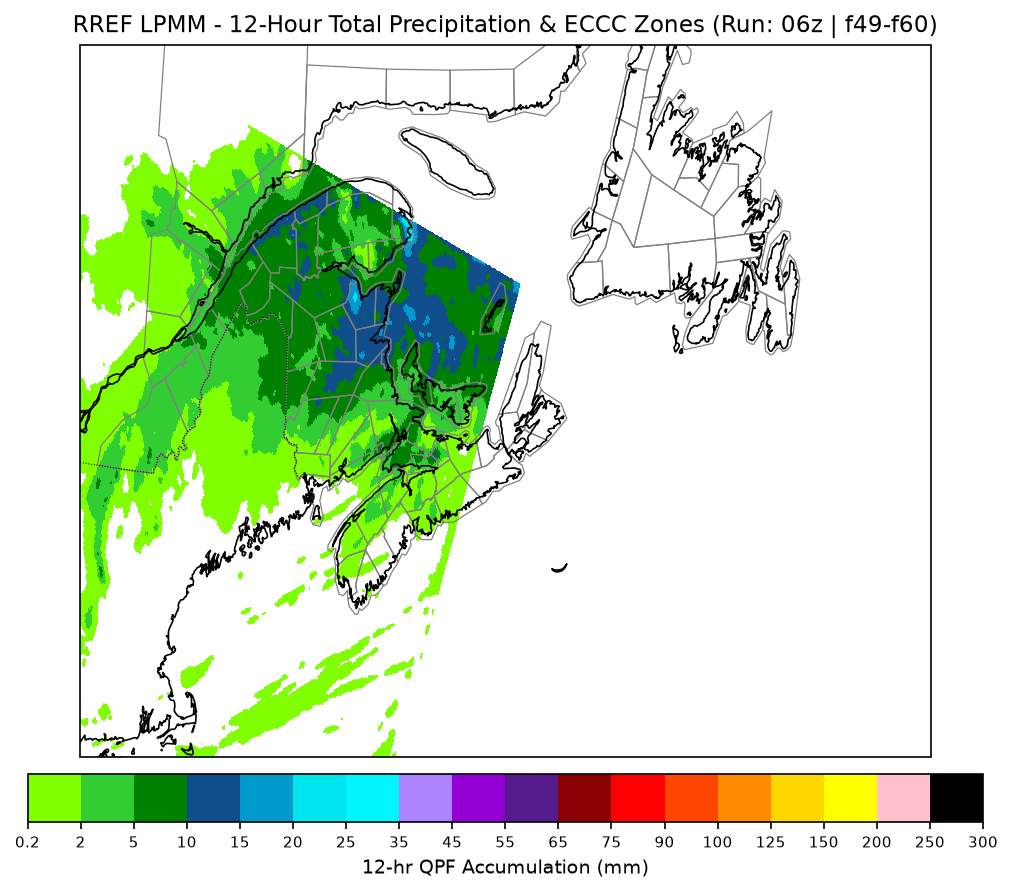 RREF LPMM - 12-Hour Total Precipitation & ECCC Zones (Run: 06z | f49-f60)
0.2 2 5 10 15 20 25 35 45 55 65 75 90 100 125 150 200 250 300
12-hr QPF Accumulation (mm)